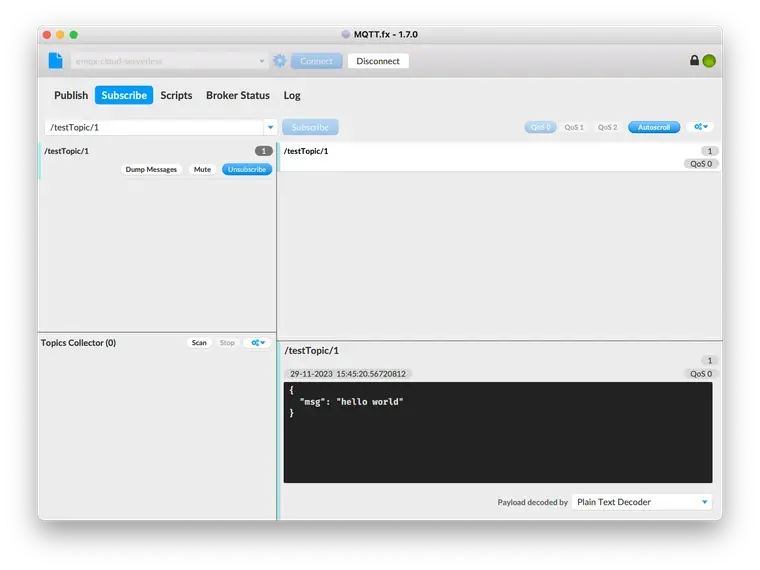 MQTT.fx - 1.7.0
emqx-cloud-serverless
Connect
Disconnect
Publish Subscribe Scripts Broker Status Log
/testTopic/1
Subscribe
QoS 0 QoS 1 QoS 2 Autoscroll
/testTopic/1 1
Dump Messages Mute Unsubscribe
/testTopic/1 1
QoS 0
Topics Collector (0) Scan Stop
/testTopic/1
1
29-11-2023 15:45:20.56720812 QoS 0
{
"msg": "hello world"
}
Payload decoded by Plain Text Decoder